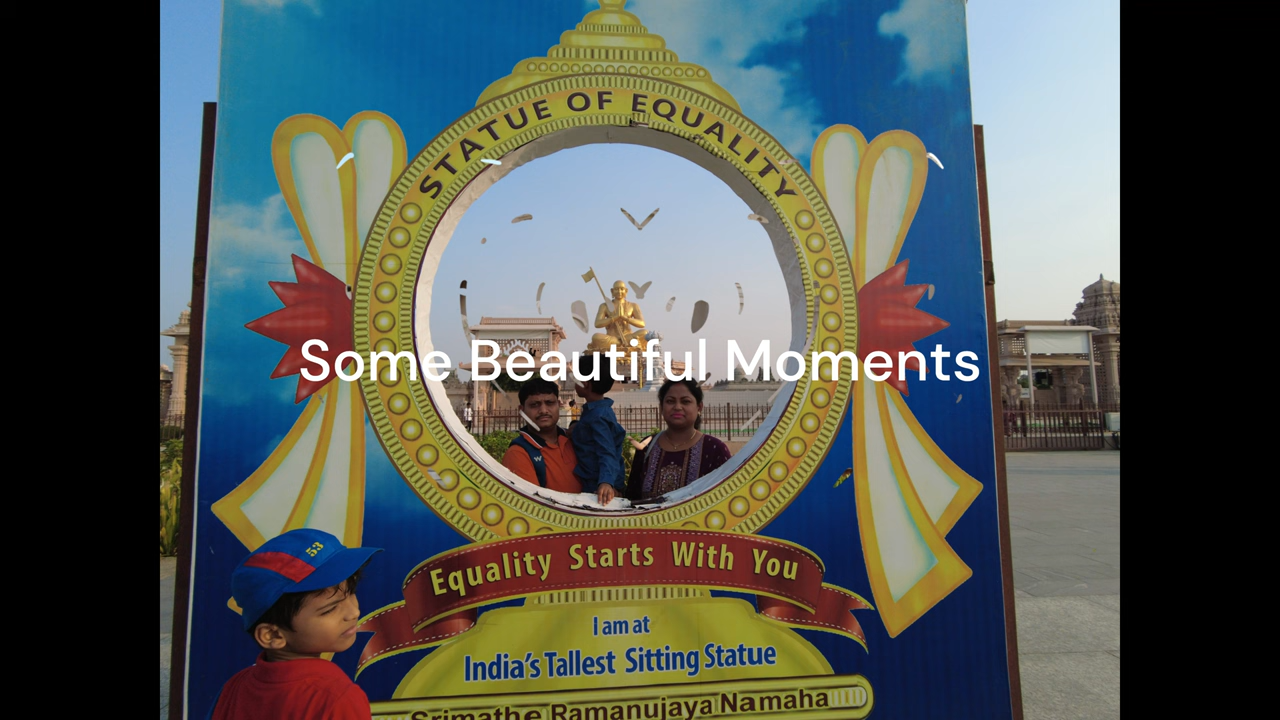 STATUE OF EQUALITY
Some Beautiful Moments
53
Equality Starts With You
I am at
India's Tallest Sitting Statue
Srimathe Ramanujaya Namaha